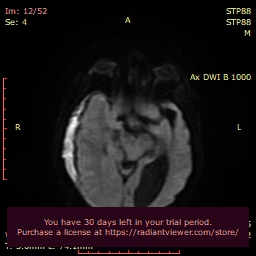 Im: 12/52
Se: 4
STP88
STP88
M
A
Ax DWI B 1000
R
L
You have 30 days left in your trial period.
Purchase a license at https://radiantviewer.com/store/